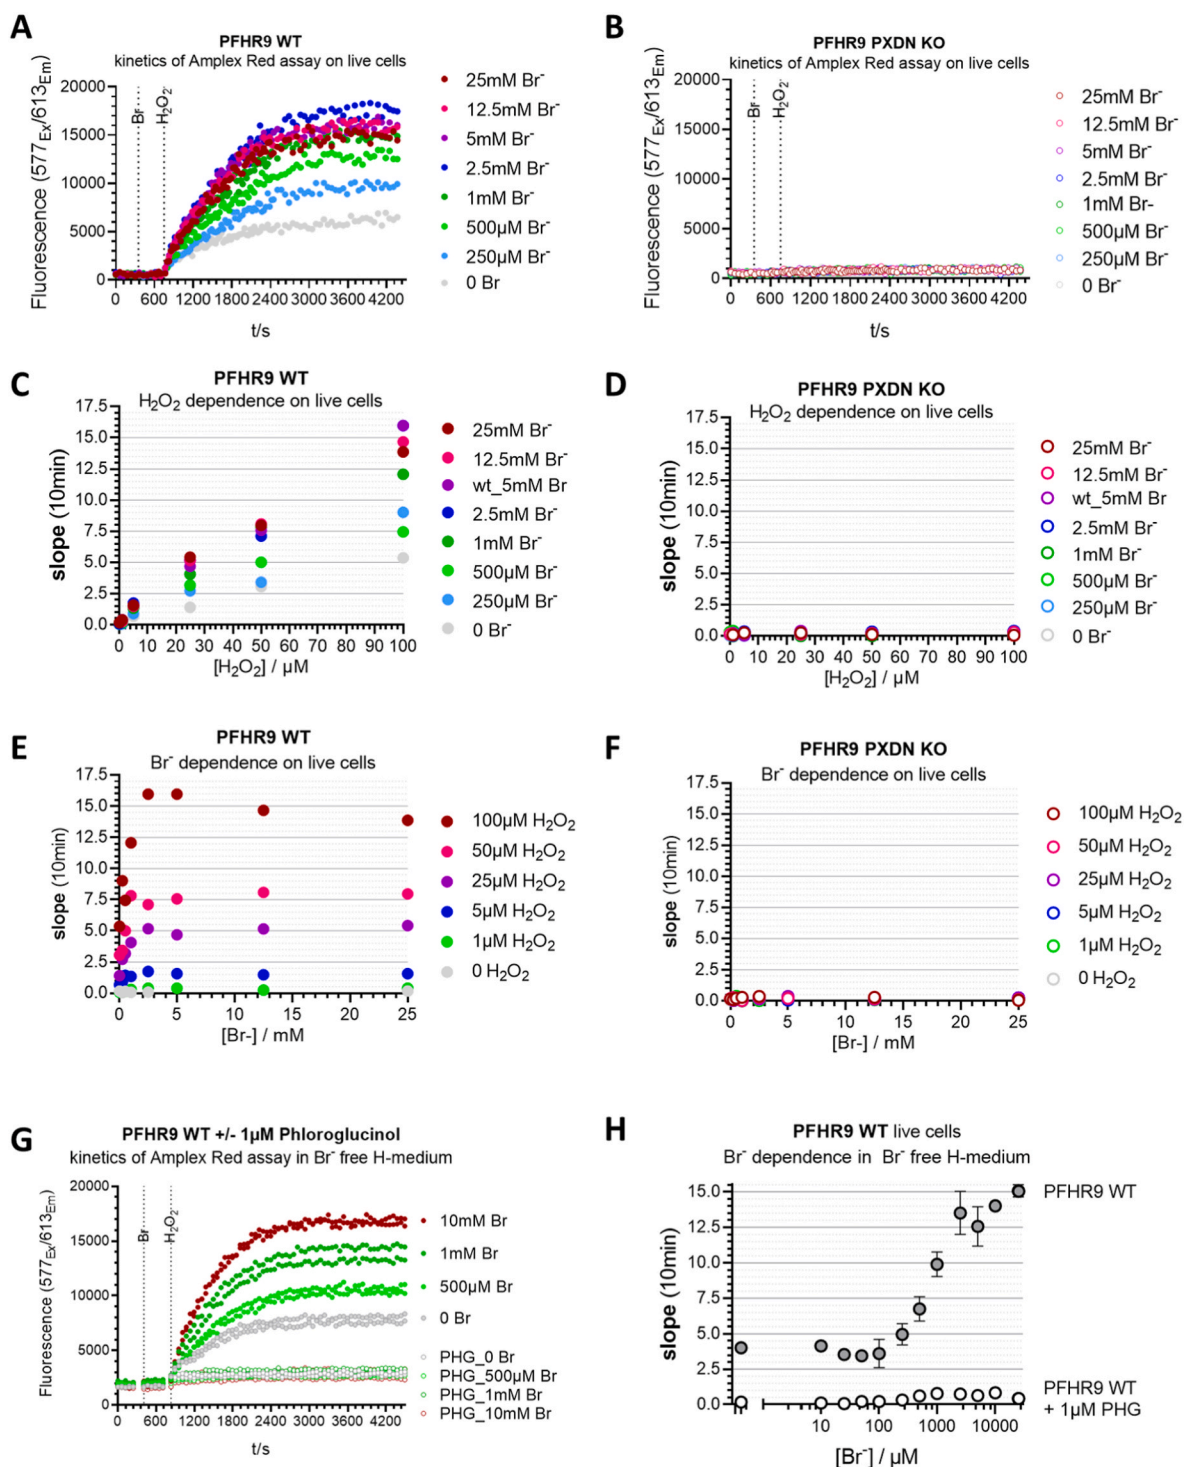 A
PFHR9 WT
kinetics of Amplex Red assay on live cells
Fluorescence (577Ex/613Em)
20000
15000
10000
5000
0
Br
H2O2
0 600 1200 1800 2400 3000 3600 4200
t/s
25mM Br-
12.5mM Br-
5mM Br-
2.5mM Br-
1mM Br-
500µM Br-
250µM Br-
0 Br
B
PFHR9 PXDN KO
kinetics of Amplex Red assay on live cells
Fluorescence (577Ex/613Em)
20000
15000
10000
5000
0
Br
H2O2
0 600 1200 1800 2400 3000 3600 4200
t/s
25mM Br-
12.5mM Br-
5mM Br-
2.5mM Br-
1mM Br-
500µM Br-
250µM Br-
0 Br-
C
PFHR9 WT
H2O2 dependence on live cells
slope (10min)
17.5
15.0
12.5
10.0
7.5
5.0
2.5
0.0
0 10 20 30 40 50 60 70 80 90 100
[H2O2] / µM
25mM Br-
12.5mM Br-
wt_5mM Br
2.5mM Br-
1mM Br-
500µM Br-
250µM Br-
0 Br-
D
PFHR9 PXDN KO
H2O2 dependence on live cells
slope (10min)
17.5
15.0
12.5
10.0
7.5
5.0
2.5
0.0
0 10 20 30 40 50 60 70 80 90 100
[H2O2] / µM
25mM Br-
12.5mM Br-
wt_5mM Br
2.5mM Br-
1mM Br-
500µM Br-
250µM Br-
0 Br-
E
PFHR9 WT
Br- dependence on live cells
slope (10min)
17.5
15.0
12.5
10.0
7.5
5.0
2.5
0.0
0 5 10 15 20 25
[Br-] / mM
100µM H2O2
50µM H2O2
25µM H2O2
5µM H2O2
1µM H2O2
0 H2O2
F
PFHR9 PXDN KO
Br- dependence on live cells
slope (10min)
17.5
15.0
12.5
10.0
7.5
5.0
2.5
0.0
0 5 10 15 20 25
[Br-] / mM
100µM H2O2
50µM H2O2
25µM H2O2
5µM H2O2
1µM H2O2
0 H2O2
G
PFHR9 WT +/- 1µM Phloroglucinol
kinetics of Amplex Red assay in Br- free H-medium
Fluorescence (577Ex/613Em)
20000
15000
10000
5000
0
Br
H2O2
0 600 1200 1800 2400 3000 3600 4200
t/s
10mM Br
1mM Br
500µM Br
0 Br
PHG_0 Br
PHG_500µM Br
PHG_1mM Br
PHG_10mM Br
H
PFHR9 WT live cells
Br- dependence in Br- free H-medium
slope (10min)
15.0
12.5
10.0
7.5
5.0
2.5
0.0
10 100 1000 10000
[Br-] / µM
PFHR9 WT
PFHR9 WT
+ 1µM PHG